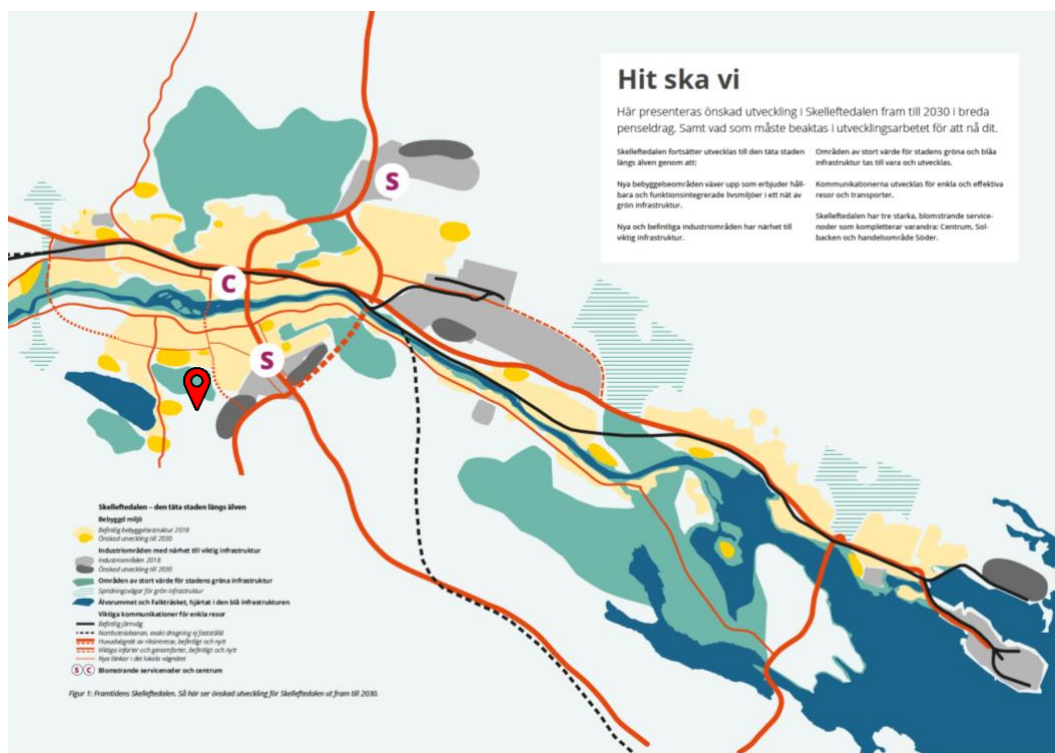 Hit ska vi
Här presenteras önskad utveckling i Skelleftedalen fram till 2030 i breda
penseldrag. Samt vad som måste beaktas i utvecklingsarbetet för att nå dit.
Skelleftedalen fortsätter utvecklas till den täta staden
längs älven genom att:
Nya bebyggelseområden växer upp som erbjuder håll-
bara och funktionsintegrerade livsmiljöer i ett nät av
grön infrastruktur.
Nya och befintliga industriområden har närhet till
viktig infrastruktur.
Områden av stort värde för stadens gröna och blåa
infrastruktur tas till vara och utvecklas.
Kommunikationerna utvecklas för enkla och effektiva
resor och transporter.
Skelleftedalen har tre starka, blomstrande service-
noder som kompletterar varandra: Centrum, Sol-
backen och handelsområde Söder.
S
C
S
Skelleftedalen – den täta staden längs älven
Bebyggd miljö
Befintlig bebyggelsestruktur 2018
Önskad utveckling till 2030
Industriområden med närhet till viktig infrastruktur
Industriområden 2018
Önskad utveckling till 2030
Områden av stort värde för stadens gröna infrastruktur
Spridningsvägar för grön infrastruktur
Älvsrummet och Falkträsket, hjärtat i den blå infrastrukturen
Viktiga kommunikationer för enkla resor
Befintlig järnväg
Norrbotniabanan, exakt dragning ej fastställd
Huvudvägnät av riksintresse, befintligt och nytt
Viktiga infarter och genomfarter, befintligt och nytt
Nya länkar i det lokala vägnätet
S C Blomstrande servicenoder och centrum
Figur 1: Framtidens Skelleftedalen. Så här ser önskad utveckling för Skelleftedalen ut fram till 2030.